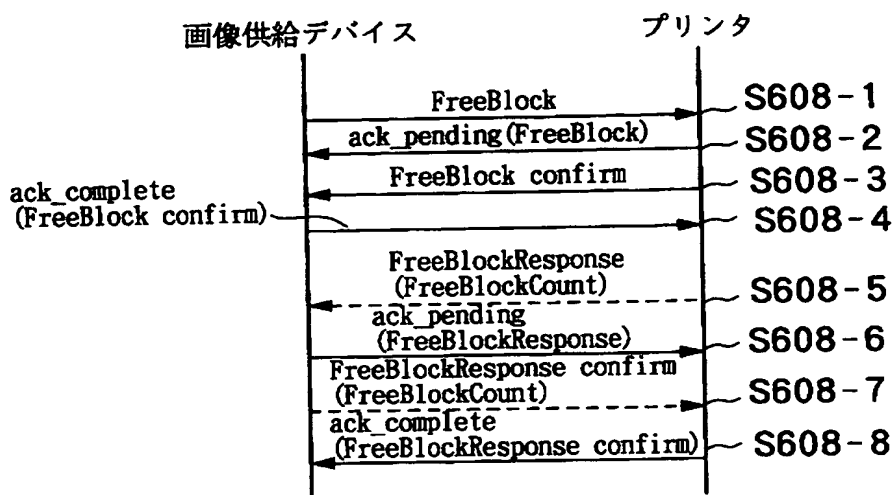 画像供給デバイス
プリンタ
FreeBlock
S608-1
ack_pending(FreeBlock)
S608-2
FreeBlock confirm
S608-3
ack_complete
(FreeBlock confirm)
S608-4
FreeBlockResponse
(FreeBlockCount)
S608-5
ack_pending
(FreeBlockResponse)
S608-6
FreeBlockResponse confirm
(FreeBlockCount)
S608-7
ack_complete
(FreeBlockResponse confirm)
S608-8